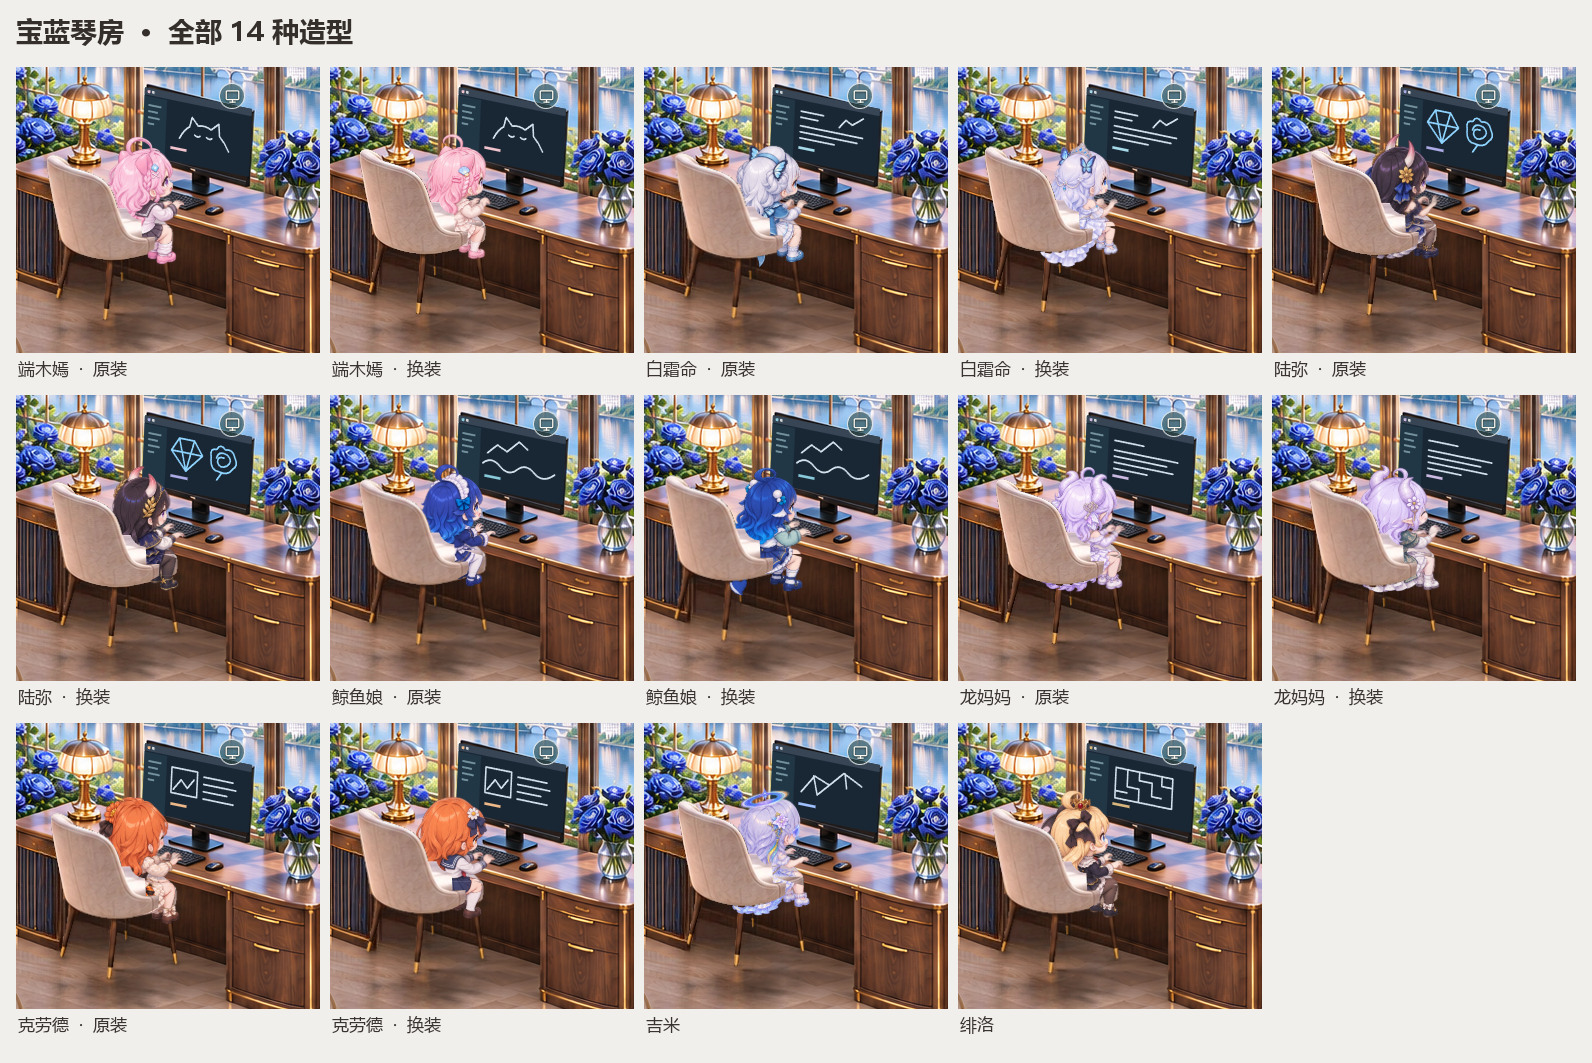 宝蓝琴房 • 全部 14 种造型
端木嫣 · 原装
端木嫣 · 换装
白霜命 · 原装
白霜命 · 换装
陆弥 · 原装
陆弥 · 换装
鲸鱼娘 · 原装
鲸鱼娘 · 换装
龙妈妈 · 原装
龙妈妈 · 换装
克劳德 · 原装
克劳德 · 换装
吉米
绯洛